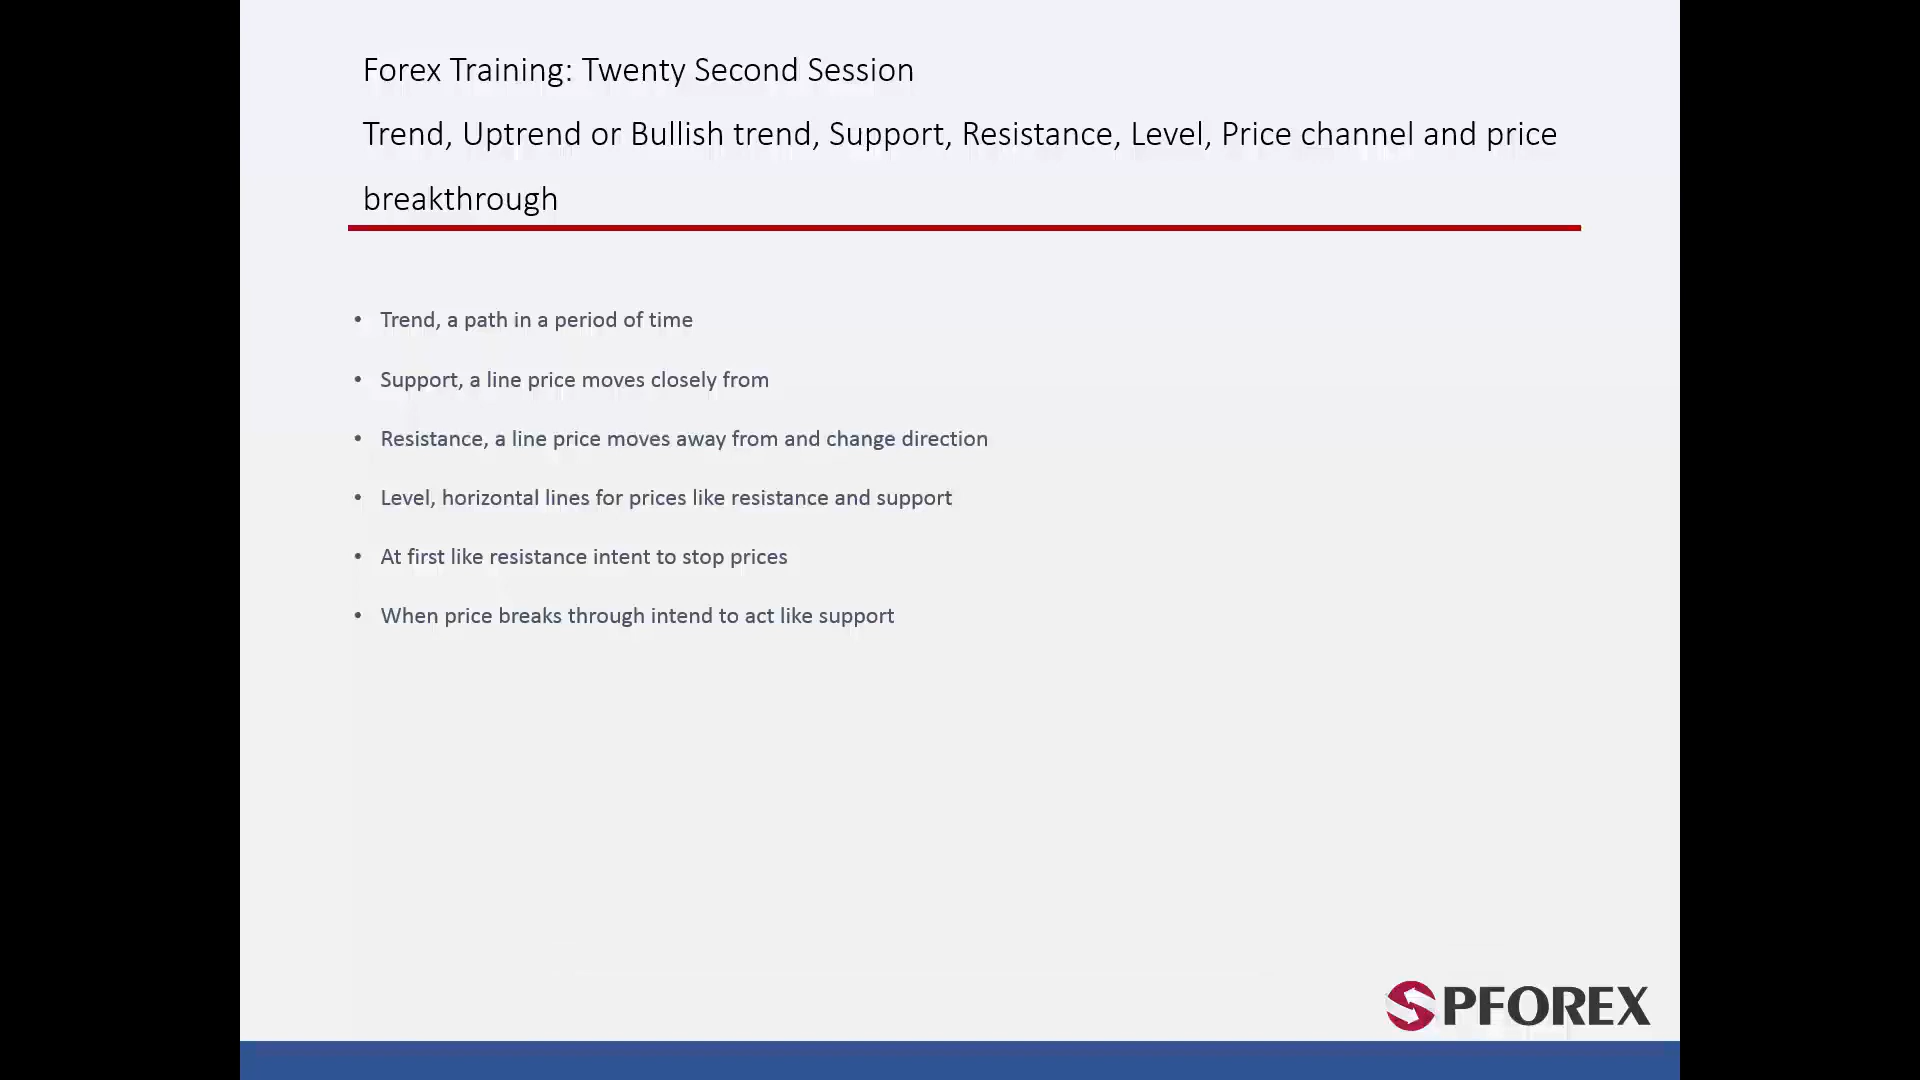 Forex Training: Twenty Second Session
Trend, Uptrend or Bullish trend, Support, Resistance, Level, Price channel and price
breakthrough
• Trend, a path in a period of time
• Support, a line price moves closely from
• Resistance, a line price moves away from and change direction
• Level, horizontal lines for prices like resistance and support
• At first like resistance intent to stop prices
• When price breaks through intend to act like support
SPFOREX